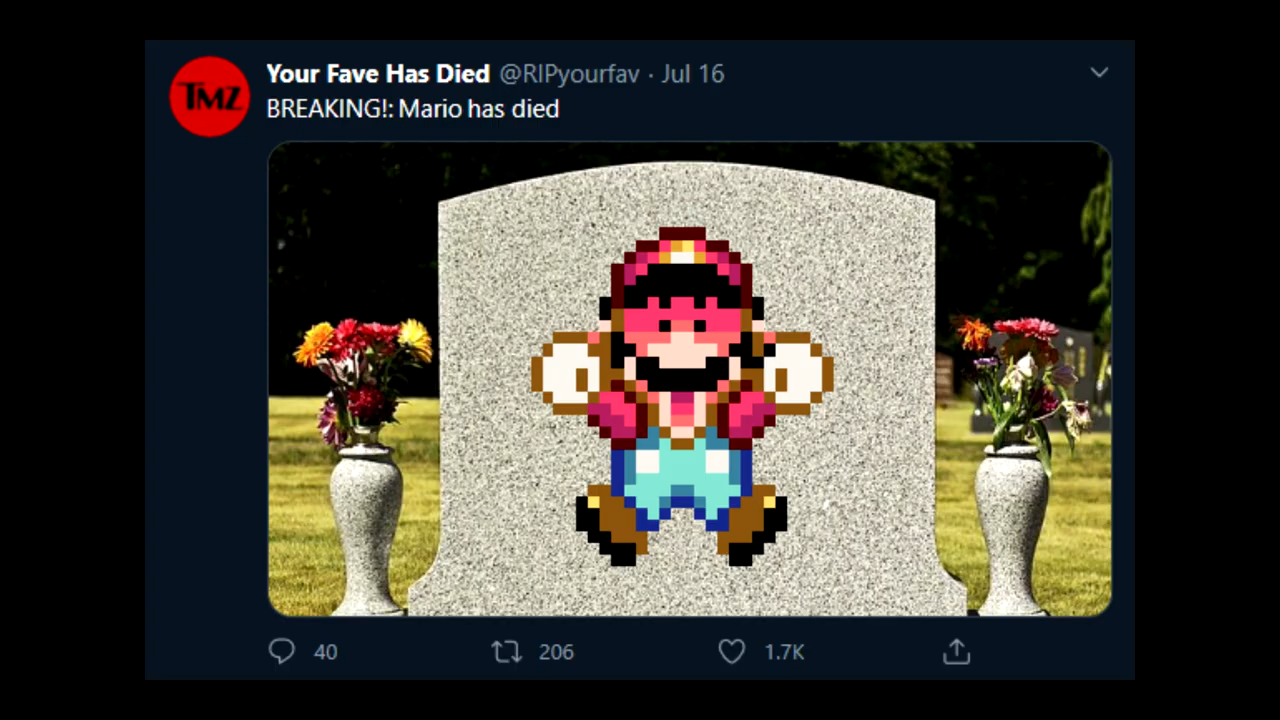 TMZ
Your Fave Has Died @RIPyourfav · Jul 16
BREAKING!: Mario has died
40 206 1.7K